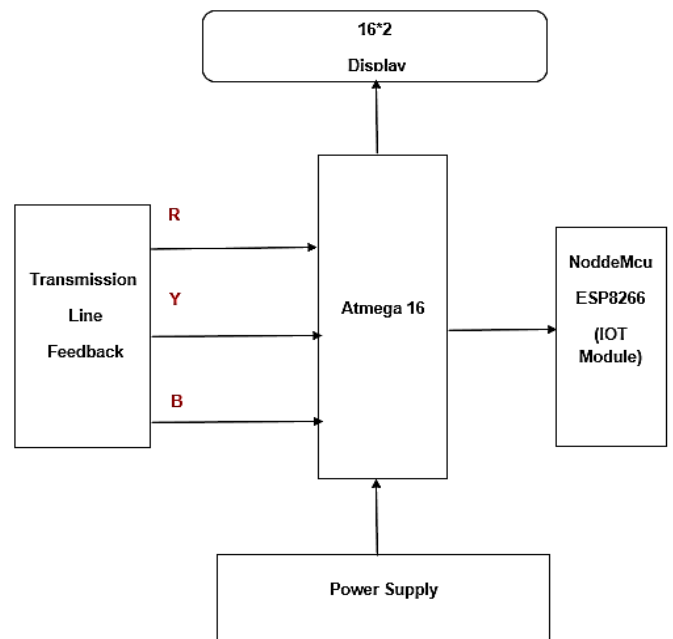 16*2
Display
R
Transmission
Line
Feedback
Y
B
Atmega 16
NoddeMcu
ESP8266
(IOT
Module)
Power Supply